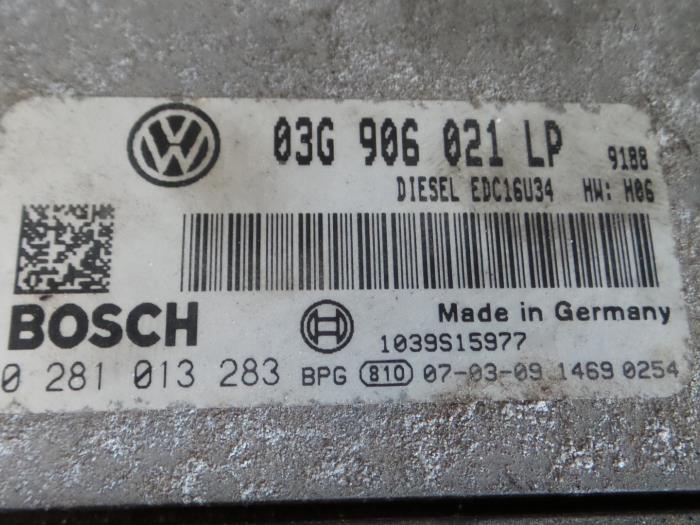 VW 03G 906 021 LP 9188
DIESEL EDC16U34 HW: H06
BOSCH Made in Germany
1039S15977
0 281 013 283 BPG 810 07-03-09 1469 0254